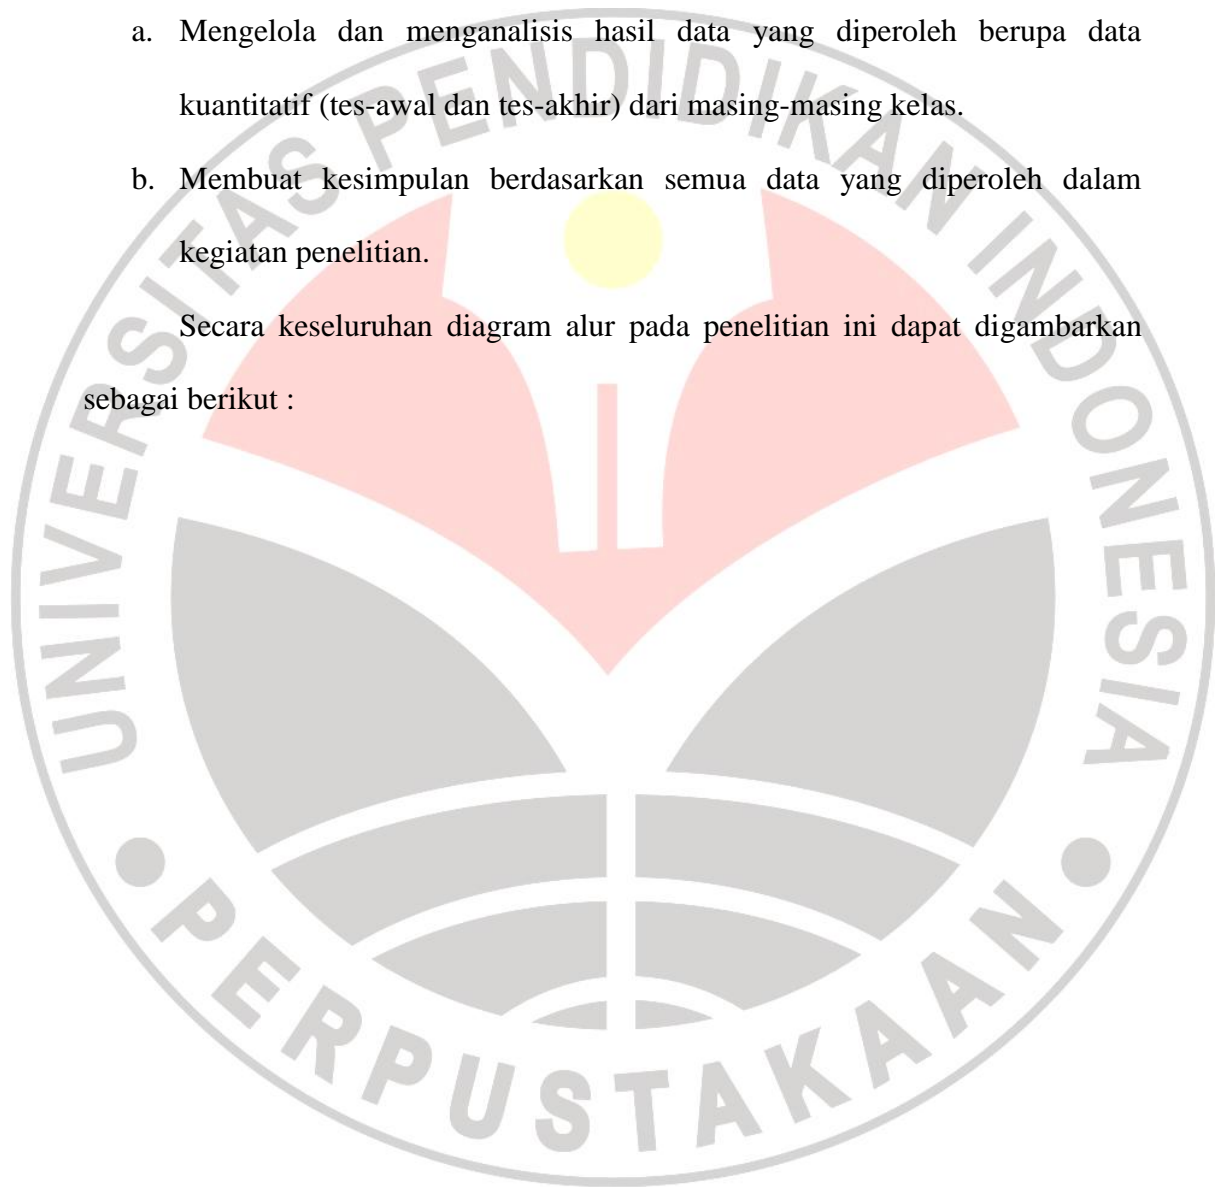 a. Mengelola dan menganalisis hasil data yang diperoleh berupa data
kuantitatif (tes-awal dan tes-akhir) dari masing-masing kelas.
b. Membuat kesimpulan berdasarkan semua data yang diperoleh dalam
kegiatan penelitian.
Secara keseluruhan diagram alur pada penelitian ini dapat digambarkan
sebagai berikut :
UNIVERSITAS PENDIDIKAN INDONESIA
PERPUSTAKAAN